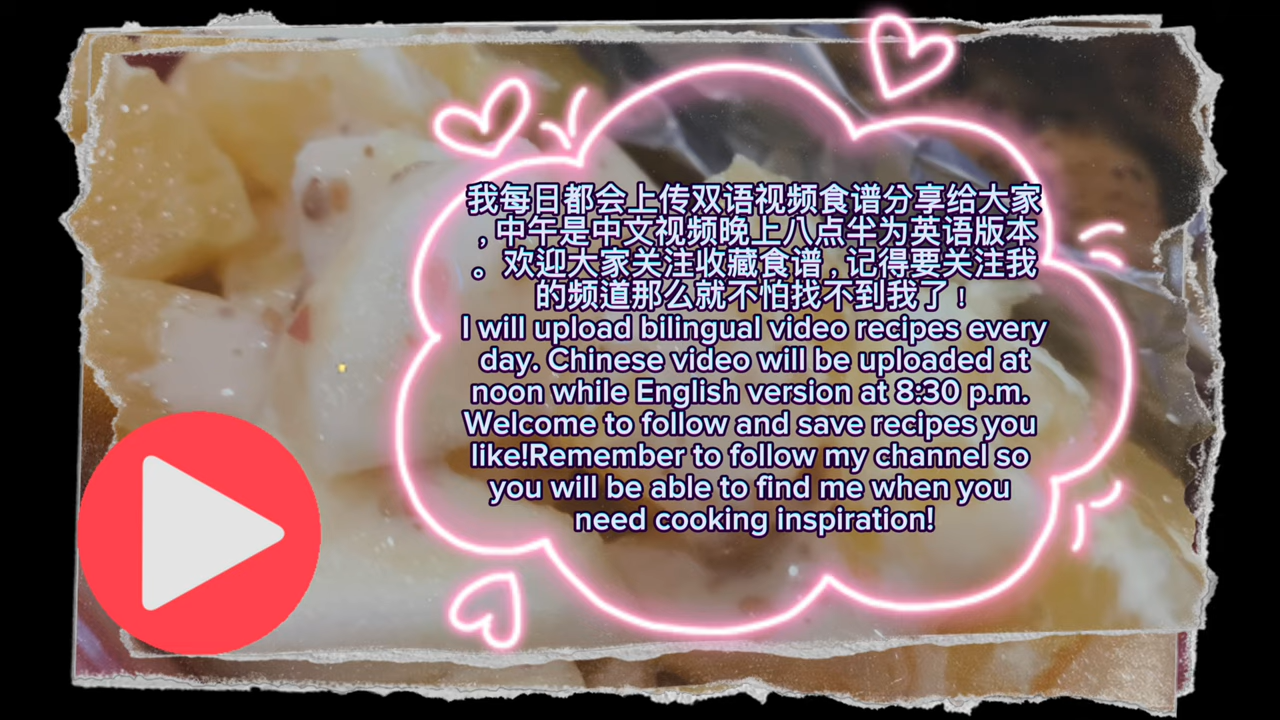 我每日都会上传双语视频食谱分享给大家
,中午是中文视频晚上八点半为英语版本
。欢迎大家关注收藏食谱,记得要关注我
的频道那么就不怕找不到我了!
I will upload bilingual video recipes every
day. Chinese video will be uploaded at
noon while English version at 8:30 p.m.
Welcome to follow and save recipes you
like!Remember to follow my channel so
you will be able to find me when you
need cooking inspiration!